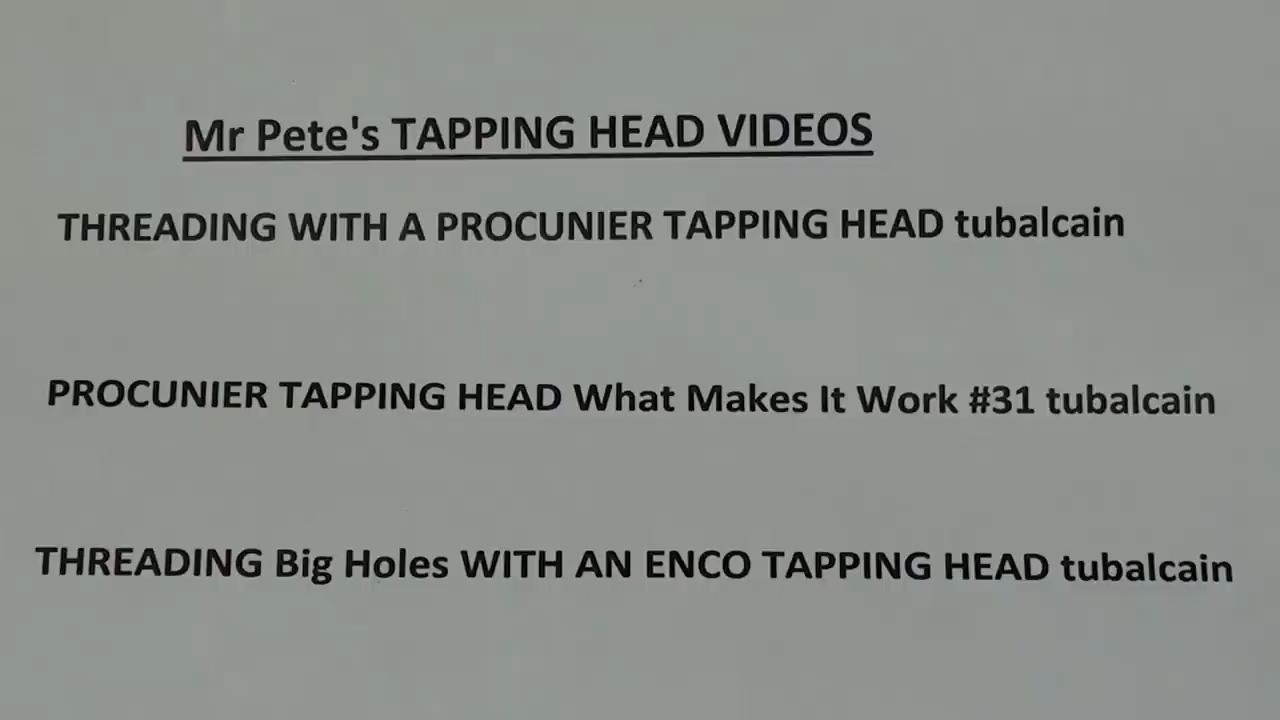 Mr Pete's TAPPING HEAD VIDEOS
THREADING WITH A PROCUNIER TAPPING HEAD tubalcain
PROCUNIER TAPPING HEAD What Makes It Work #31 tubalcain
THREADING Big Holes WITH AN ENCO TAPPING HEAD tubalcain